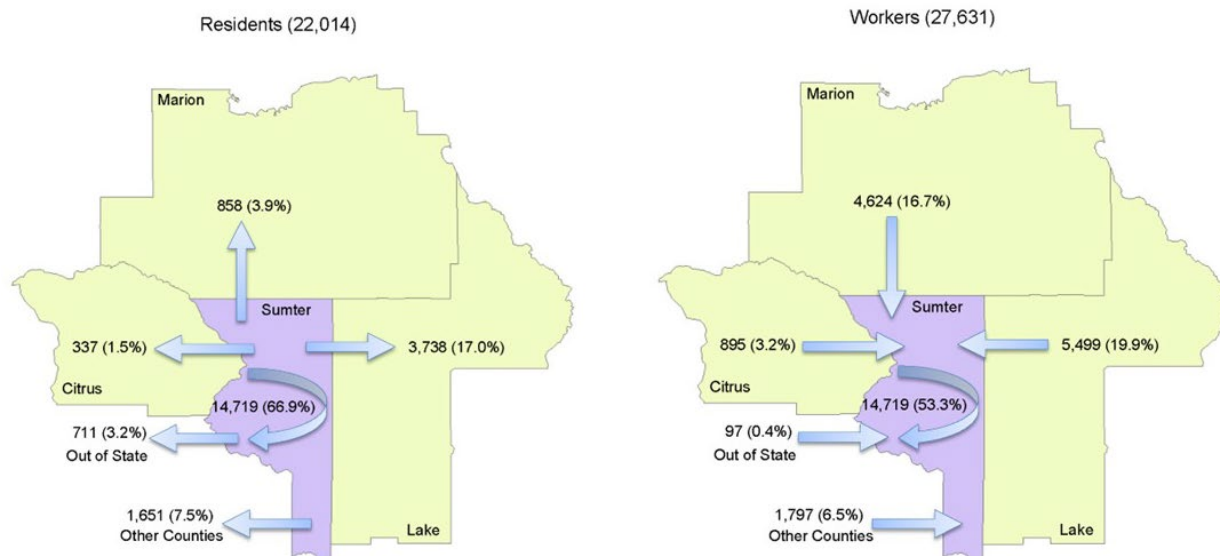 Residents (22,014)
Marion
858 (3.9%)
Sumter
337 (1.5%)
3,738 (17.0%)
Citrus
14,719 (66.9%)
711 (3.2%)
Out of State
1,651 (7.5%)
Other Counties
Lake
Workers (27,631)
Marion
4,624 (16.7%)
Sumter
895 (3.2%)
5,499 (19.9%)
Citrus
14,719 (53.3%)
97 (0.4%)
Out of State
1,797 (6.5%)
Other Counties
Lake